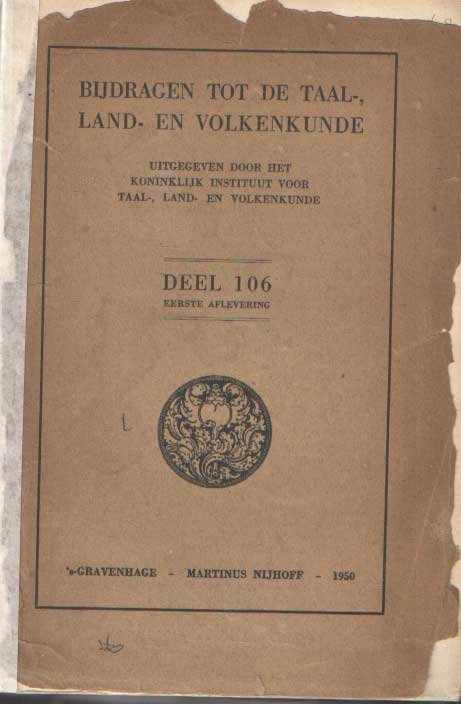 BIJDRAGEN TOT DE TAAL-,
LAND- EN VOLKENKUNDE
UITGEGEVEN DOOR HET
KONINKLIJK INSTITUUT VOOR
TAAL-, LAND- EN VOLKENKUNDE
DEEL 106
EERSTE AFLEVERING
's-GRAVENHAGE - MARTINUS NIJHOFF - 1950